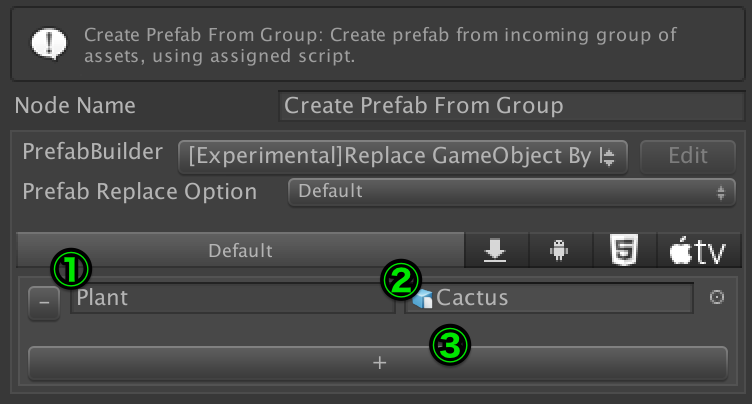 Create Prefab From Group: Create prefab from incoming group of
assets, using assigned script.
Node Name Create Prefab From Group
PrefabBuilder [Experimental]Replace GameObject By Edit
Prefab Replace Option Default
Default tv
① ②
- Plant Cactus
③
+